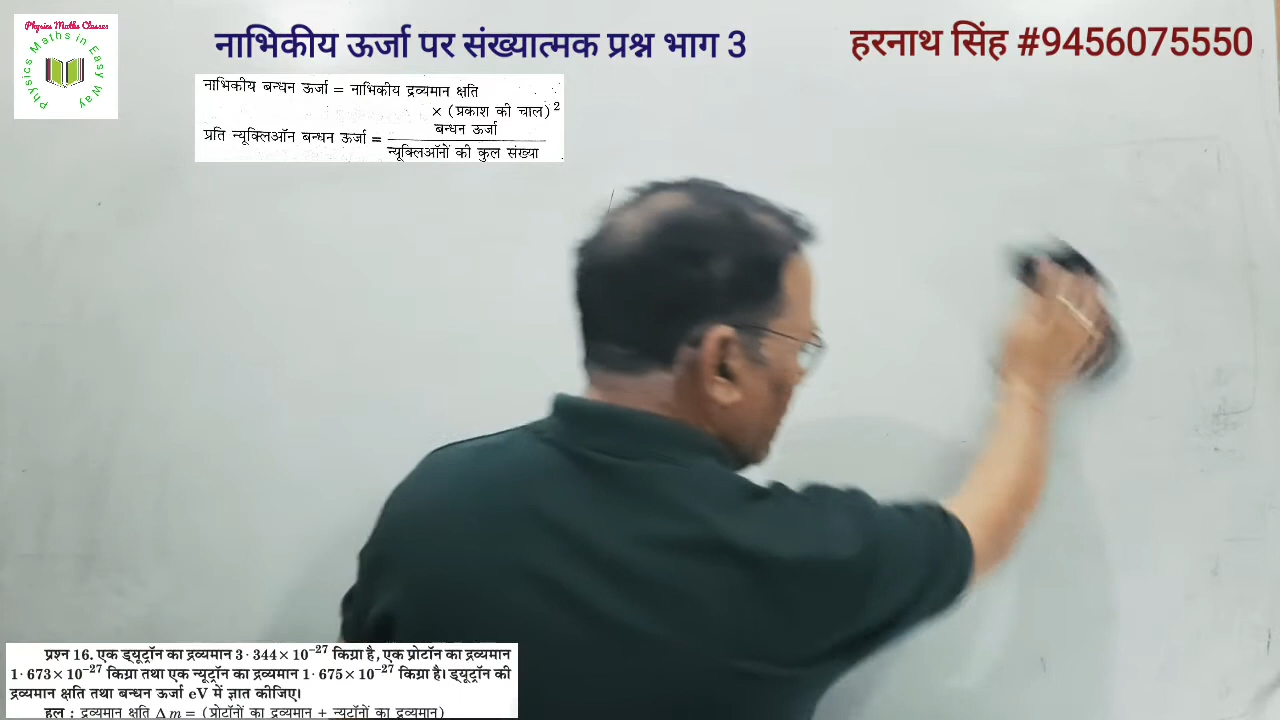 Physics Maths Classes
Physics Maths in Easy Way
नाभिकीय ऊर्जा पर संख्यात्मक प्रश्न भाग 3
हरनाथ सिंह #9456075550
नाभिकीय बन्धन ऊर्जा = नाभिकीय द्रव्यमान क्षति
× (प्रकाश की चाल)²
प्रति न्यूक्लिऑन बन्धन ऊर्जा = बन्धन ऊर्जा
न्यूक्लिऑनों की कुल संख्या
प्रश्न 16. एक ड्यूट्रॉन का द्रव्यमान 3·344×10⁻²⁷ किग्रा है, एक प्रोटॉन का द्रव्यमान
1·673×10⁻²⁷ किग्रा तथा एक न्यूट्रॉन का द्रव्यमान 1·675×10⁻²⁷ किग्रा है। ड्यूट्रॉन की
द्रव्यमान क्षति तथा बन्धन ऊर्जा eV में ज्ञात कीजिए।
हल : द्रव्यमान क्षति Δm = (प्रोटॉनों का द्रव्यमान + न्यूट्रॉनों का द्रव्यमान)